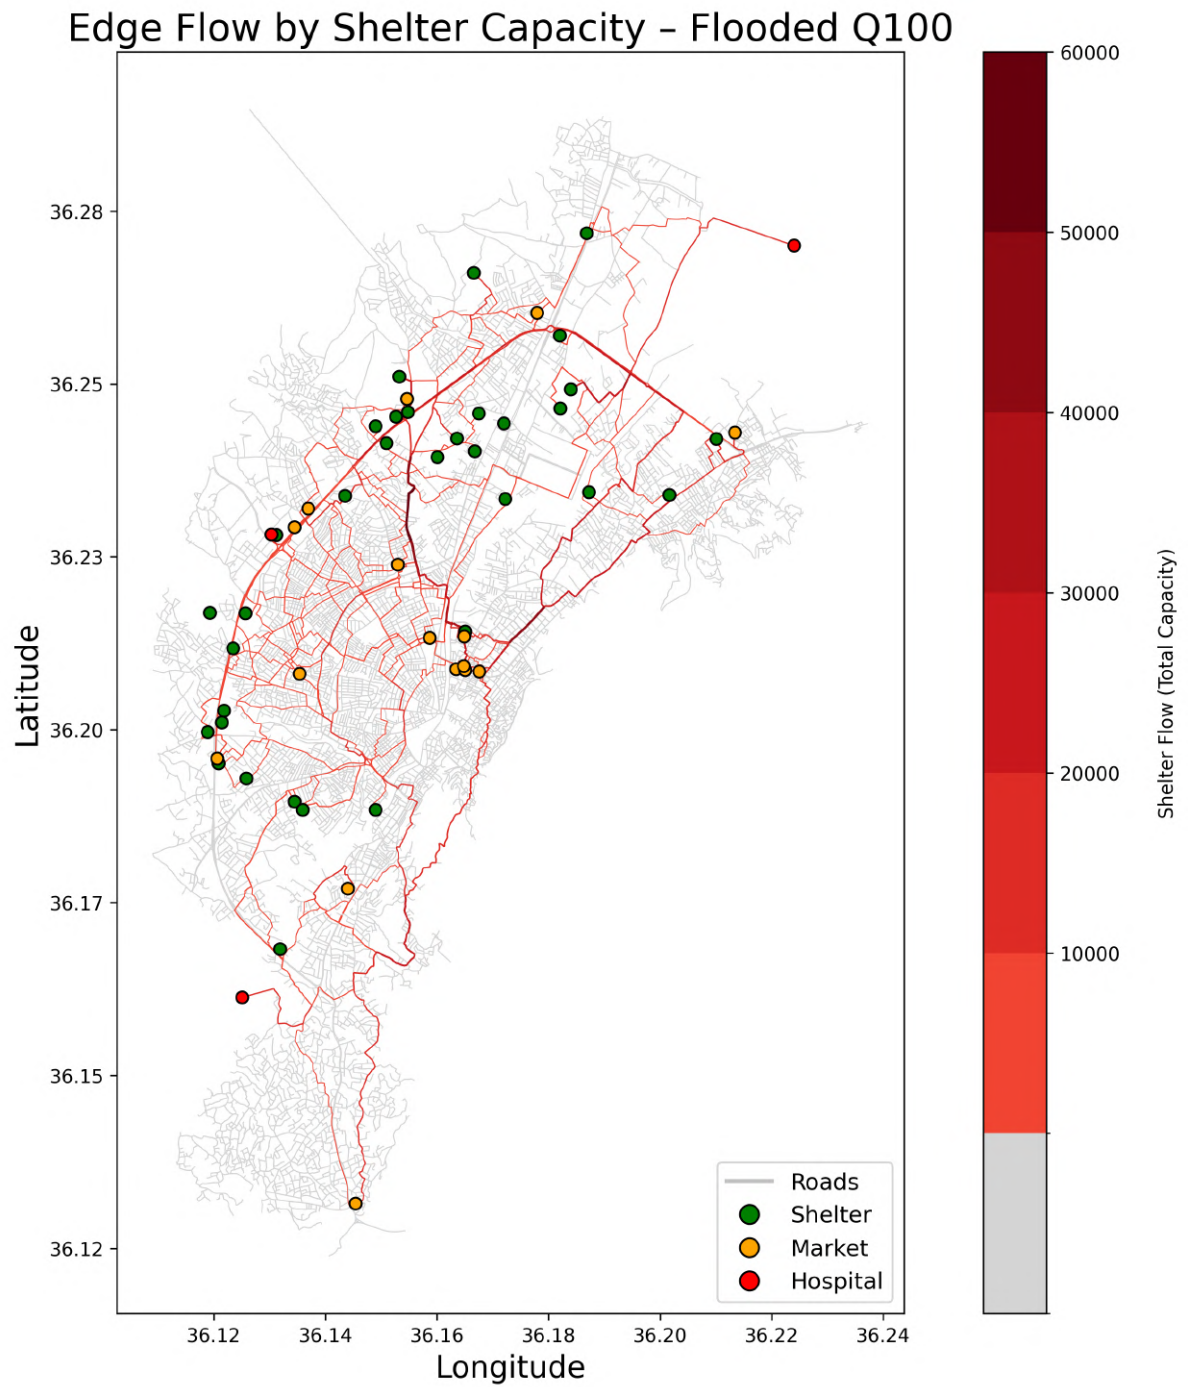 Edge Flow by Shelter Capacity – Flooded Q100
36.28
36.25
36.23
36.20
36.17
36.15
36.12
Latitude
36.12 36.14 36.16 36.18 36.20 36.22 36.24
Longitude
Roads
Shelter
Market
Hospital
60000
50000
40000
30000
20000
10000
Shelter Flow (Total Capacity)